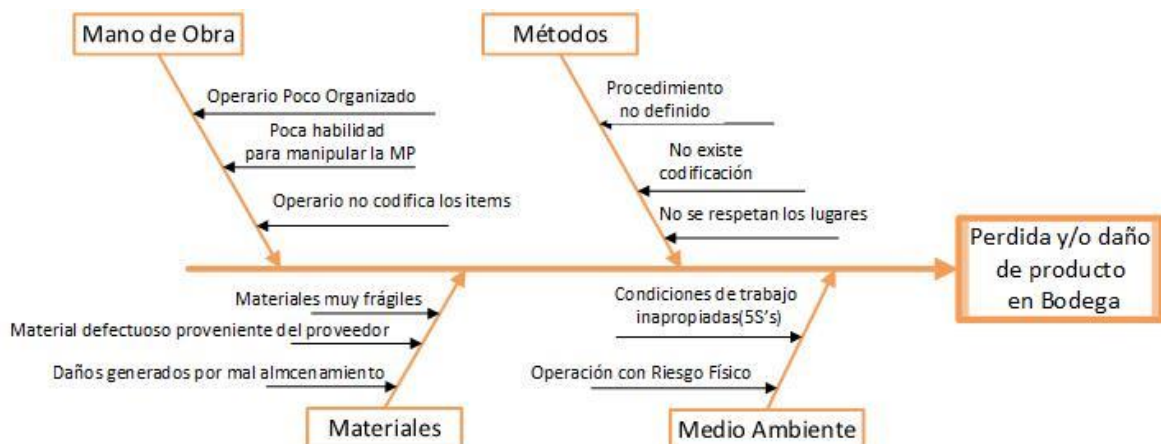 Mano de Obra
Métodos
Operario Poco Organizado
Poca habilidad
para manipular la MP
Operario no codifica los items
Procedimiento
no definido
No existe
codificación
No se respetan los lugares
Perdida y/o daño
de producto
en Bodega
Materiales muy frágiles
Material defectuoso proveniente del proveedor
Daños generados por mal almcenamiento
Condiciones de trabajo
inapropiadas(5S's)
Operación con Riesgo Físico
Materiales
Medio Ambiente